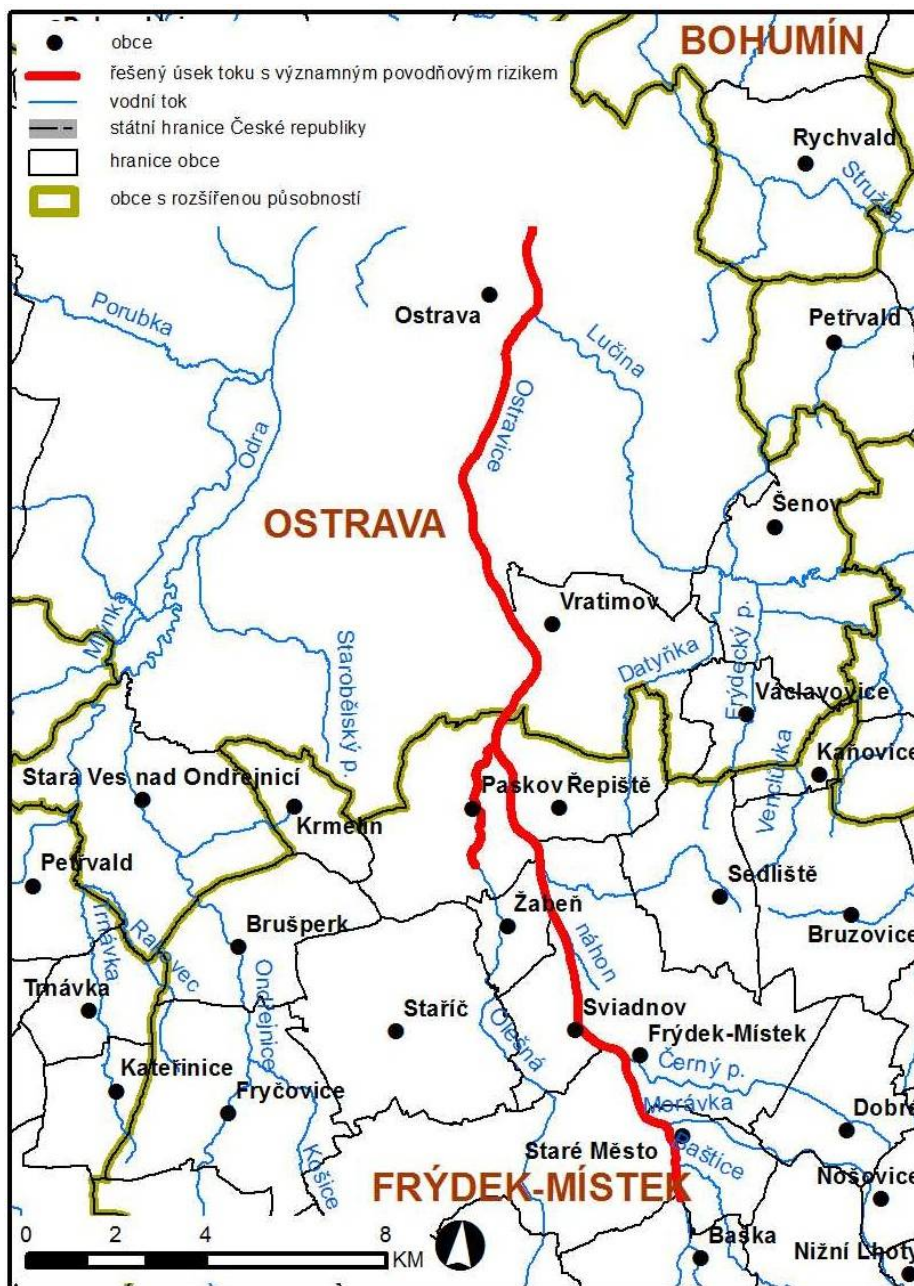 BOHUMÍN
obce
řešený úsek toku s významným povodňovým rizikem
vodní tok
státní hranice České republiky
hranice obce
obce s rozšířenou působností
Rychvald
Stružka
Ostrava
Porubka
Lučina
Petřvald
Ostravice
Odra
OSTRAVA
Šenov
Vratimov
Mlýnka
Starobělský p.
Datyňka
Frýdecký p.
Václavovice
Stará Ves nad Ondřejnicí
Krmelín
Paskov
Řepiště
Venclůvka
Kaňovice
Petřvald
Trnávka
Rakovec
Brušperk
Žabeň
Sedliště
Bruzovice
náhon
Ondřejnice
Trnávka
Staříč
Olešná
Sviadnov
Frýdek-Místek
Černý p.
Kateřinice
Fryčovice
Košice
Morávka
Dobrá
Staré Město
Baštice
Nošovice
FRÝDEK-MÍSTEK
Baška
Nižní Lhoty
0 2 4 8
KM